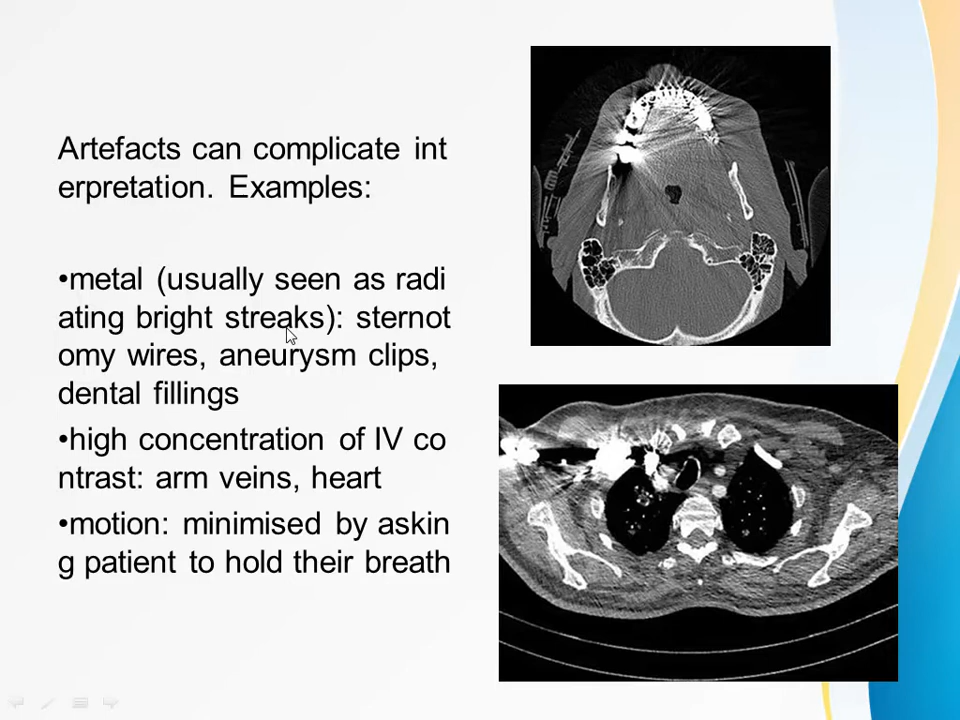 Artefacts can complicate int
erpretation. Examples:
•metal (usually seen as radi
ating bright streaks): sternot
omy wires, aneurysm clips,
dental fillings
•high concentration of IV co
ntrast: arm veins, heart
•motion: minimised by askin
g patient to hold their breath